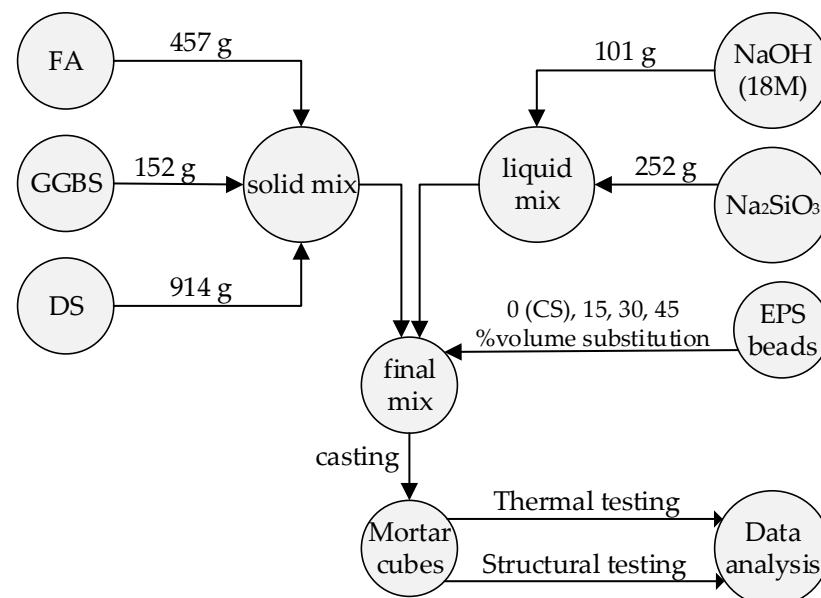 FA
457 g
101 g
NaOH
(18M)
GGBS
152 g
solid mix
liquid
mix
252 g
Na₂SiO₃
DS
914 g
0 (CS), 15, 30, 45
%volume substitution
EPS
beads
final
mix
casting
Mortar
cubes
Thermal testing
Structural testing
Data
analysis